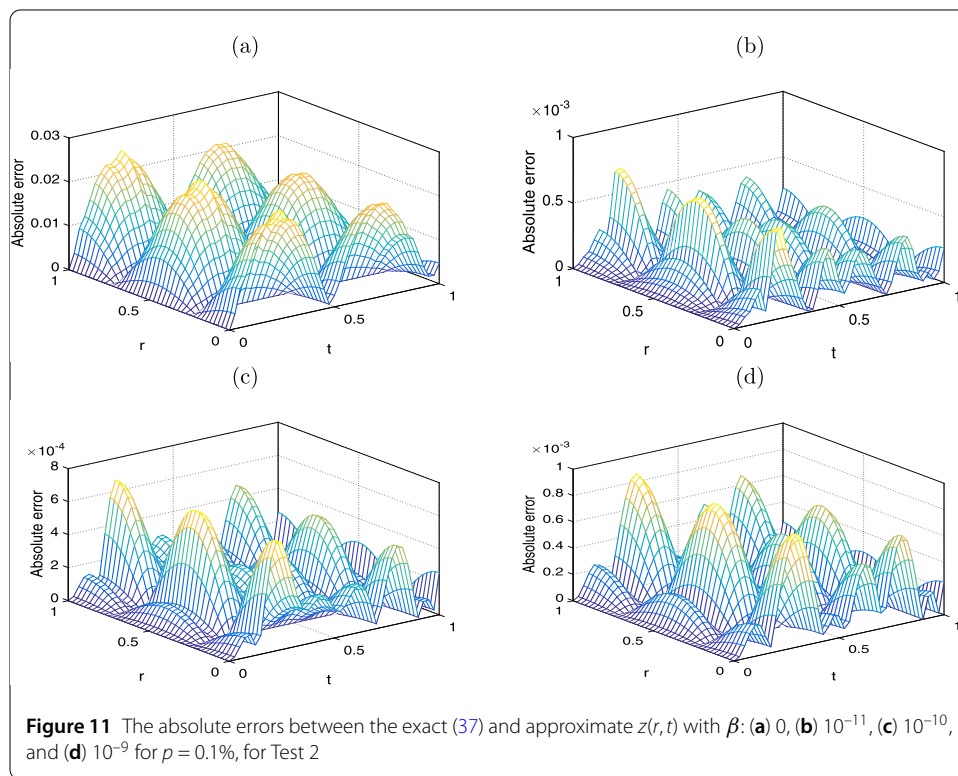 (a)
(b)
0.03
0.02
0.01
0
Absolute error
1
0.5
0
r
0
0.5
1
t
×10⁻³
1
0.5
0
Absolute error
1
0.5
0
r
0
0.5
1
t
(c)
(d)
×10⁻⁴
8
6
4
2
0
Absolute error
1
0.5
0
r
0
0.5
1
t
×10⁻³
1
0.8
0.6
0.4
0.2
0
Absolute error
1
0.5
0
r
0
0.5
1
t
Figure 11 The absolute errors between the exact (37) and approximate z(r, t) with β: (a) 0, (b) 10⁻¹¹, (c) 10⁻¹⁰,
and (d) 10⁻⁹ for p = 0.1%, for Test 2